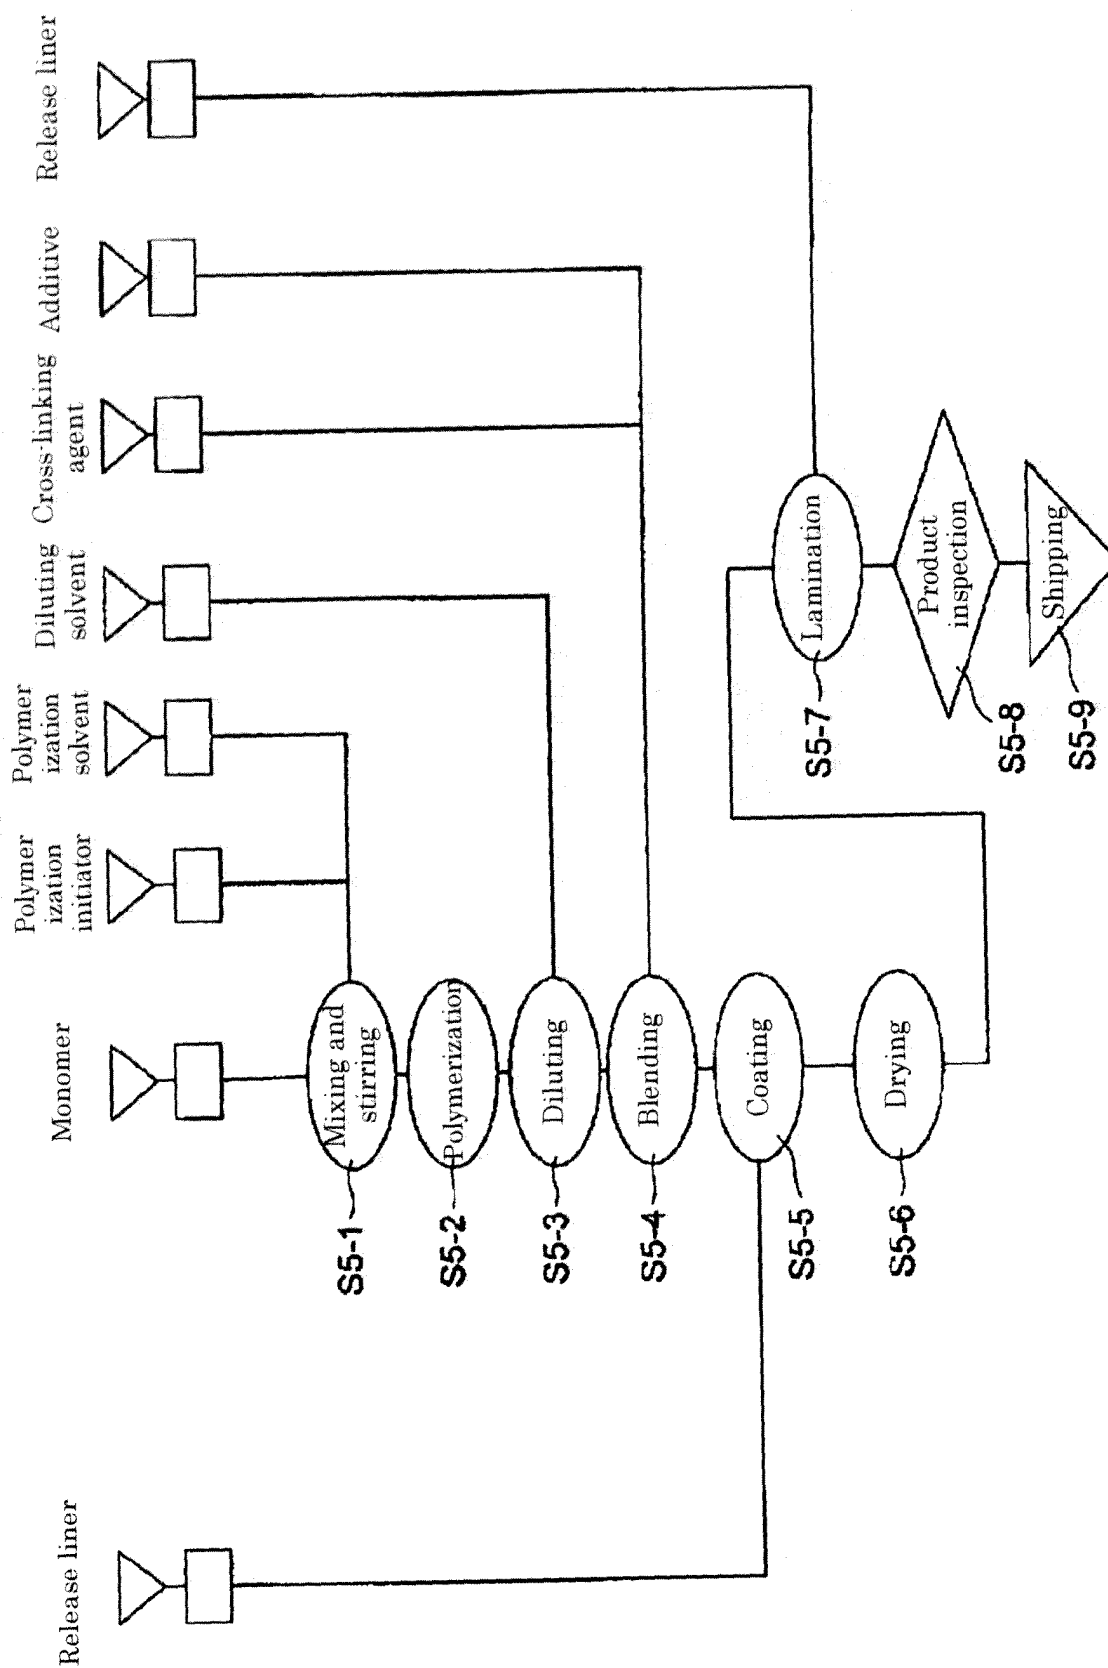 Release liner
Monomer
Polymer
ization
initiator
Polymer
ization
solvent
Diluting
solvent
Cross-linking
agent
Additive
Release liner
Mixing and
stirring
S5-1
Polymerization
S5-2
Diluting
S5-3
Blending
S5-4
Coating
S5-5
Drying
S5-6
Lamination
S5-7
Product
inspection
S5-8
Shipping
S5-9